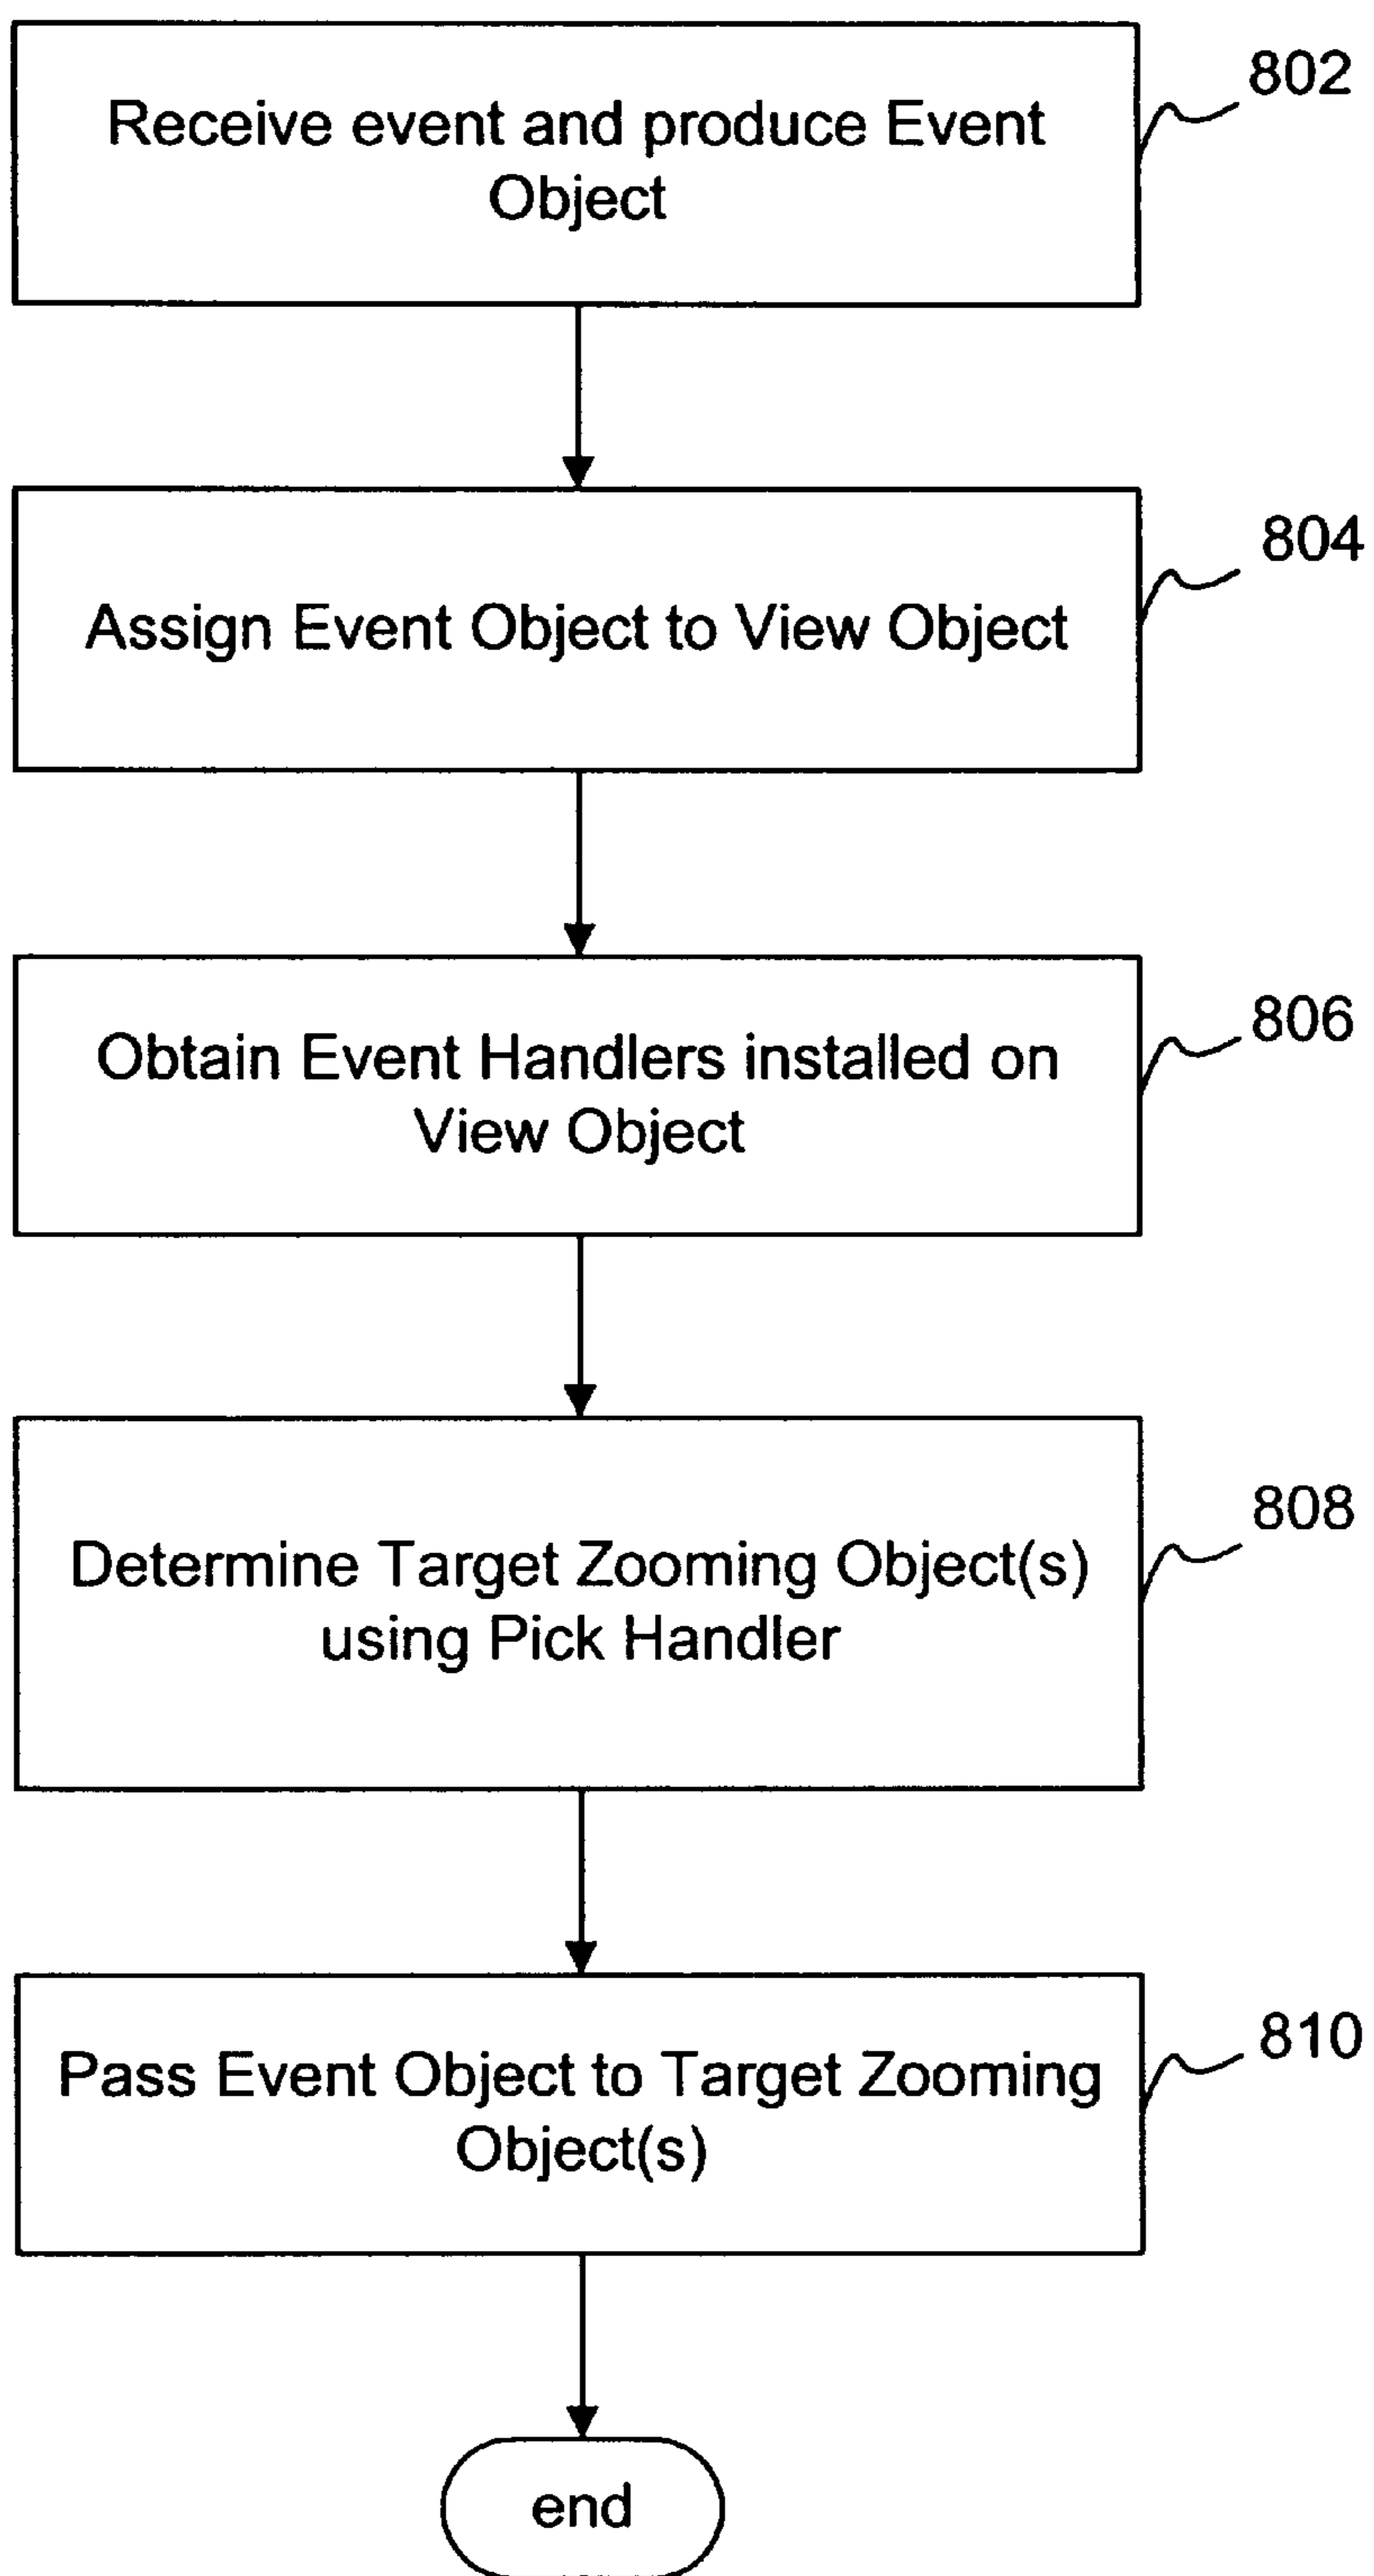 802
Receive event and produce Event
Object
804
Assign Event Object to View Object
806
Obtain Event Handlers installed on
View Object
808
Determine Target Zooming Object(s)
using Pick Handler
810
Pass Event Object to Target Zooming
Object(s)
end